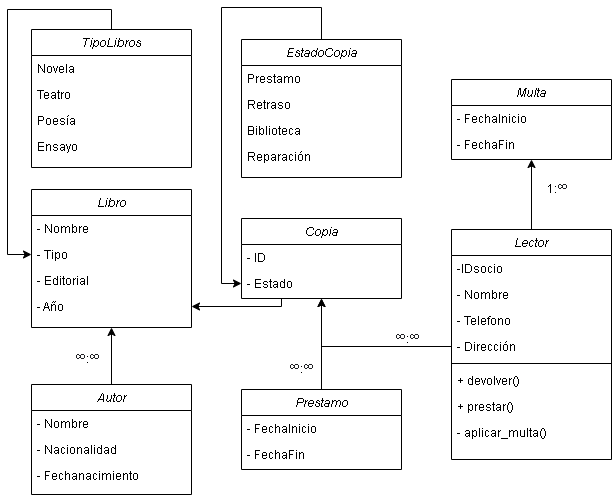 TipoLibros
Novela
Teatro
Poesía
Ensayo
EstadoCopia
Prestamo
Retraso
Biblioteca
Reparación
Multa
- FechaInicio
- FechaFin
1:∞
Libro
- Nombre
- Tipo
- Editorial
- Año
Copia
- ID
- Estado
Lector
-IDsocio
- Nombre
- Telefono
- Dirección
+ devolver()
+ prestar()
- aplicar_multa()
∞:∞
∞:∞
∞:∞
Autor
- Nombre
- Nacionalidad
- Fechanacimiento
Prestamo
- FechaInicio
- FechaFin